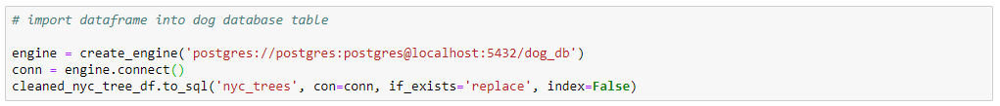 # import dataframe into dog database table
engine = create_engine('postgres://postgres:postgres@localhost:5432/dog_db')
conn = engine.connect()
cleaned_nyc_tree_df.to_sql('nyc_trees', con=conn, if_exists='replace', index=False)